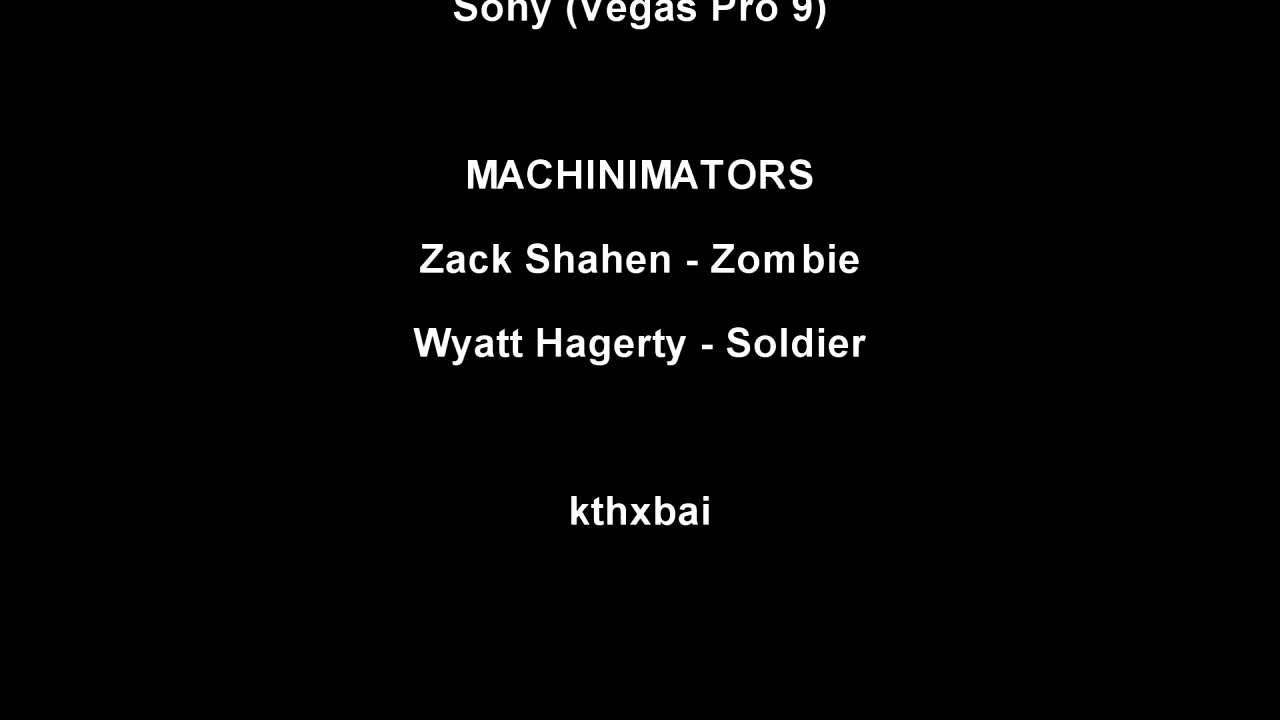 Sony (Vegas Pro 9)
MACHINIMATORS
Zack Shahen - Zombie
Wyatt Hagerty - Soldier
kthxbai